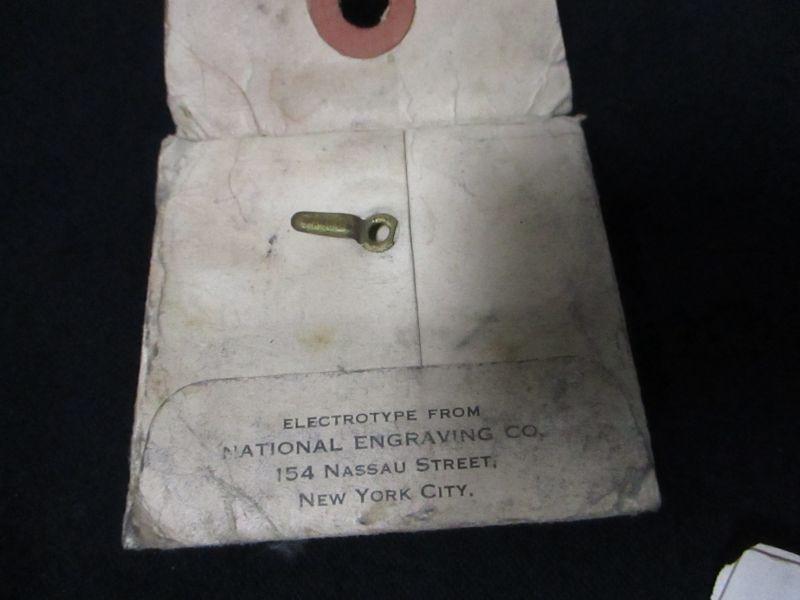 ELECTROTYPE FROM
NATIONAL ENGRAVING CO.
154 NASSAU STREET,
NEW YORK CITY.